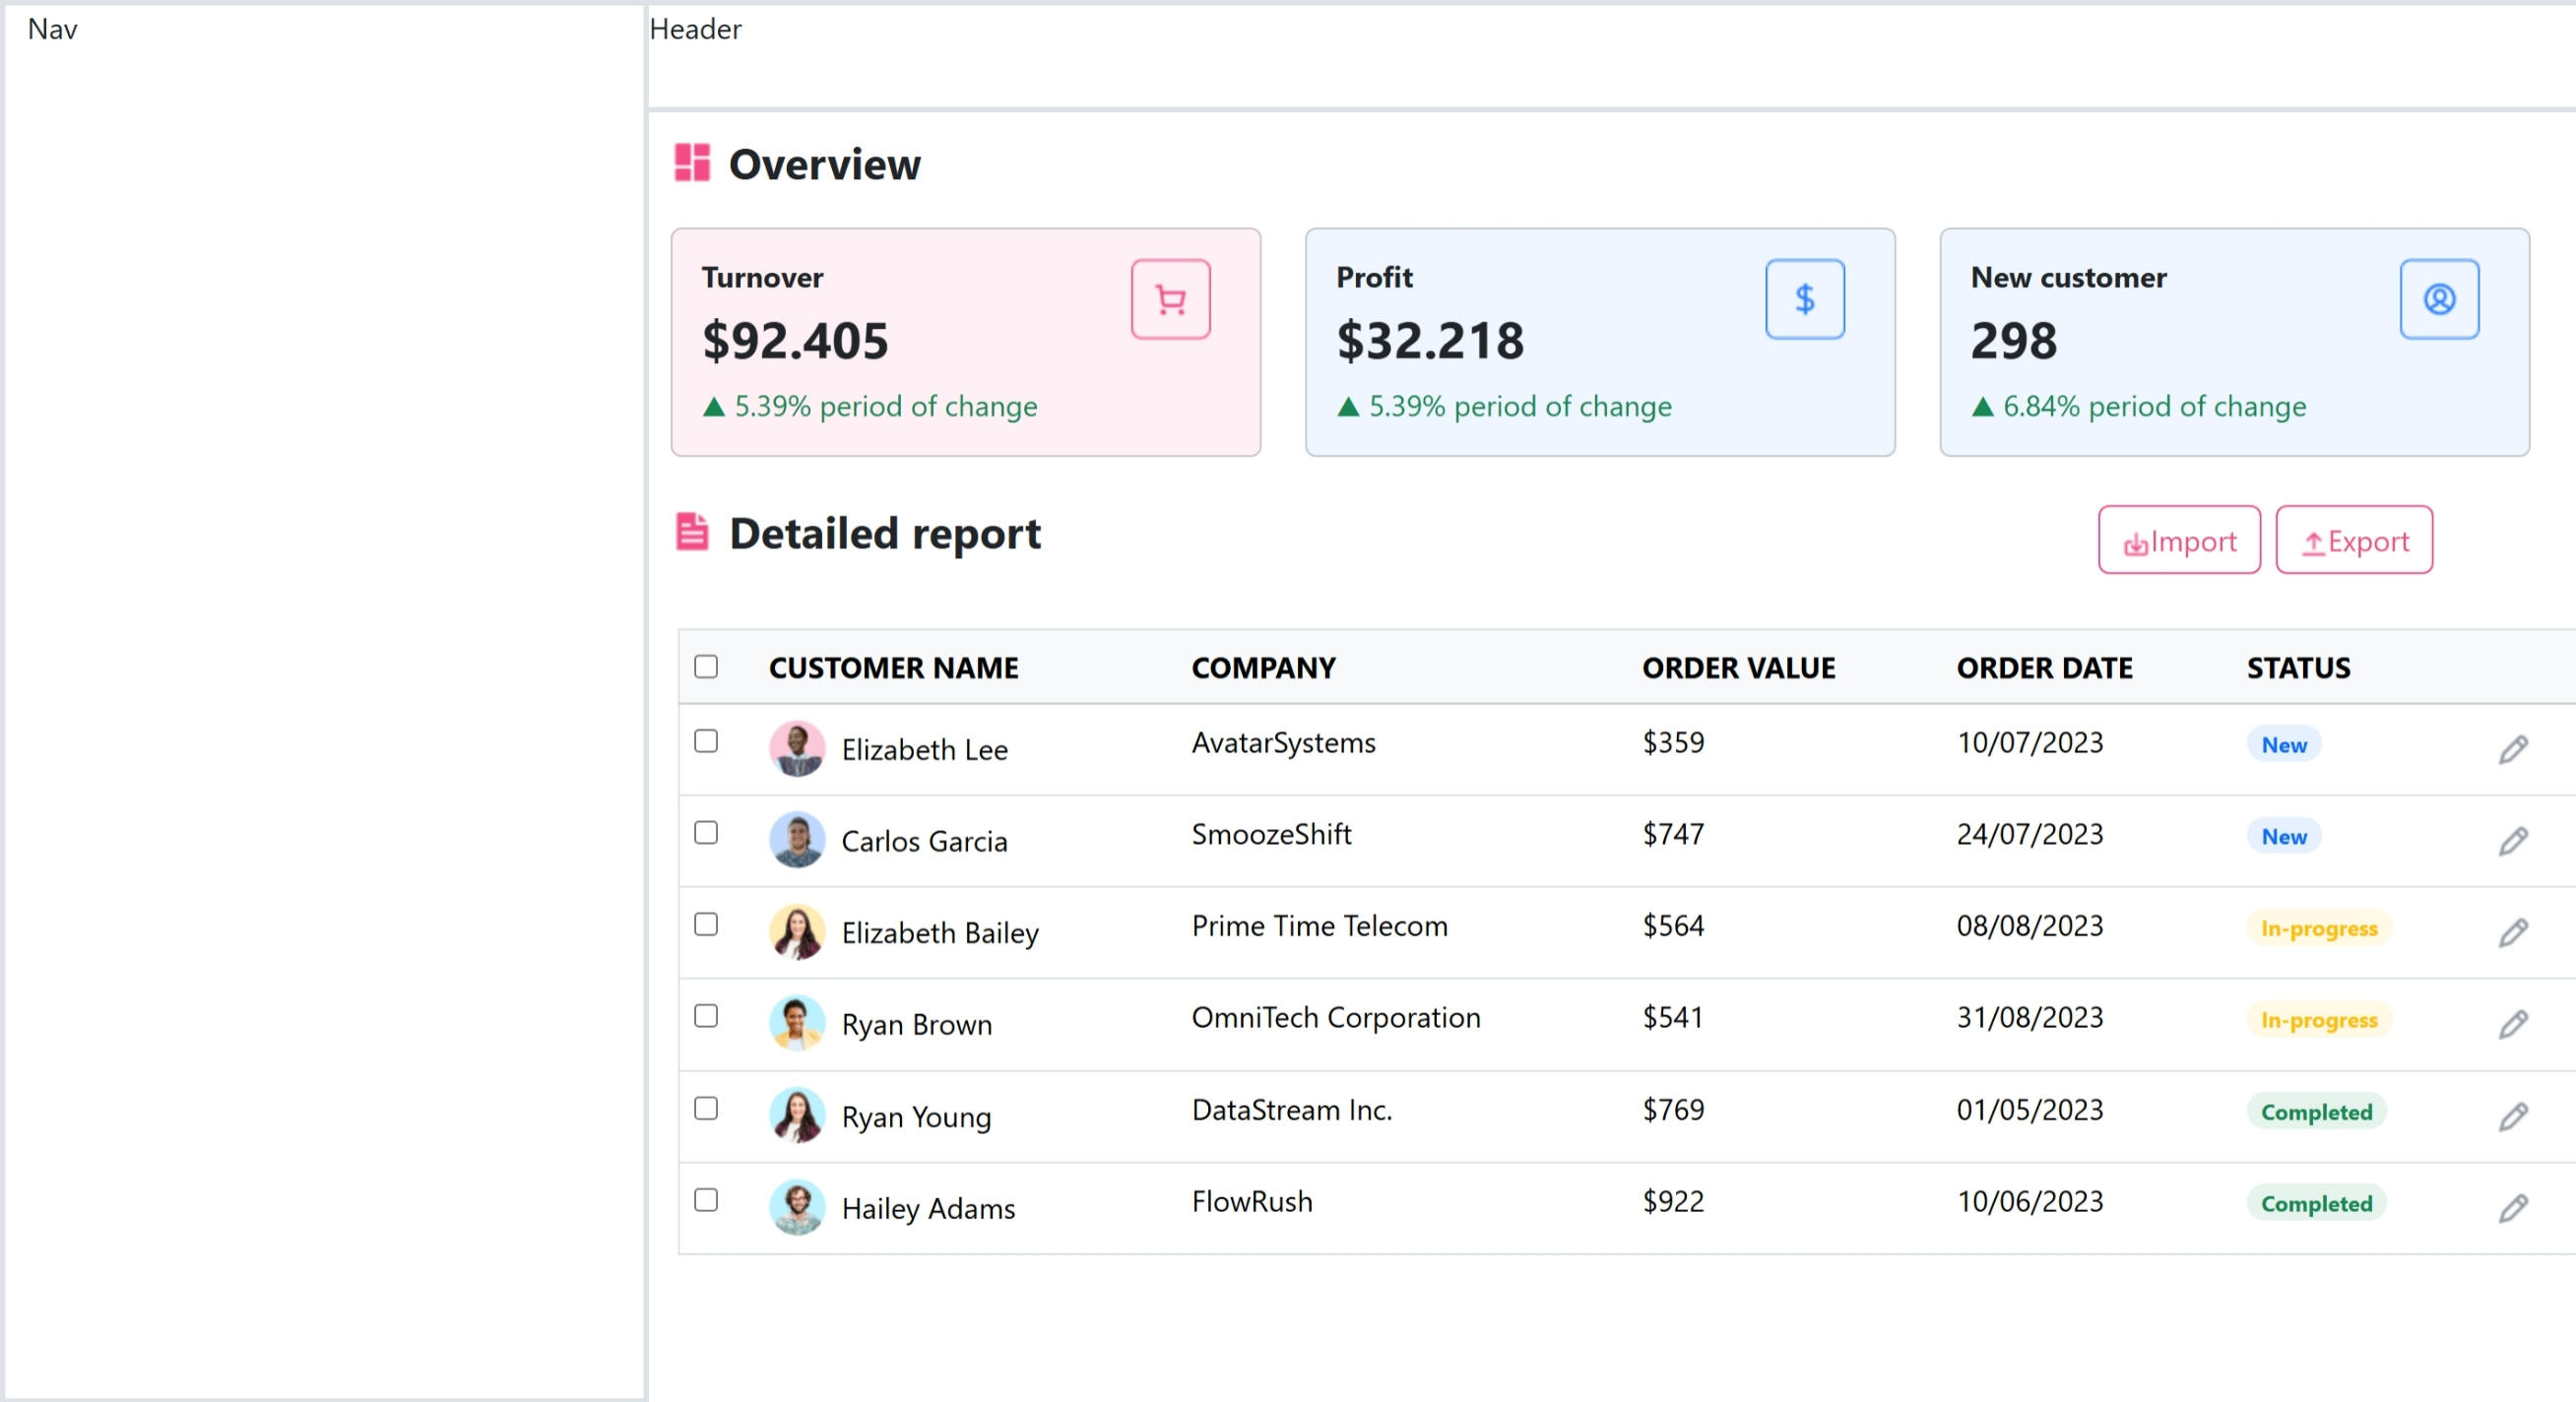 Nav
Header
Overview
Turnover
$92.405
▲ 5.39% period of change
Profit
$32.218
▲ 5.39% period of change
New customer
298
▲ 6.84% period of change
Detailed report
Import
Export
CUSTOMER NAME COMPANY ORDER VALUE ORDER DATE STATUS
Elizabeth Lee AvatarSystems $359 10/07/2023 New
Carlos Garcia SmoozeShift $747 24/07/2023 New
Elizabeth Bailey Prime Time Telecom $564 08/08/2023 In-progress
Ryan Brown OmniTech Corporation $541 31/08/2023 In-progress
Ryan Young DataStream Inc. $769 01/05/2023 Completed
Hailey Adams FlowRush $922 10/06/2023 Completed